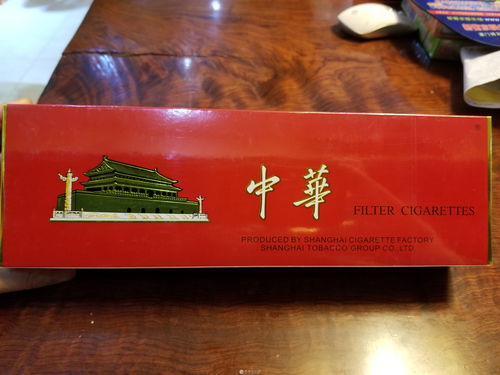 中華
FILTER CIGARETTES
PRODUCED BY SHANGHAI CIGARETTE FACTORY
SHANGHAI TOBACCO GROUP CO.,LTD.